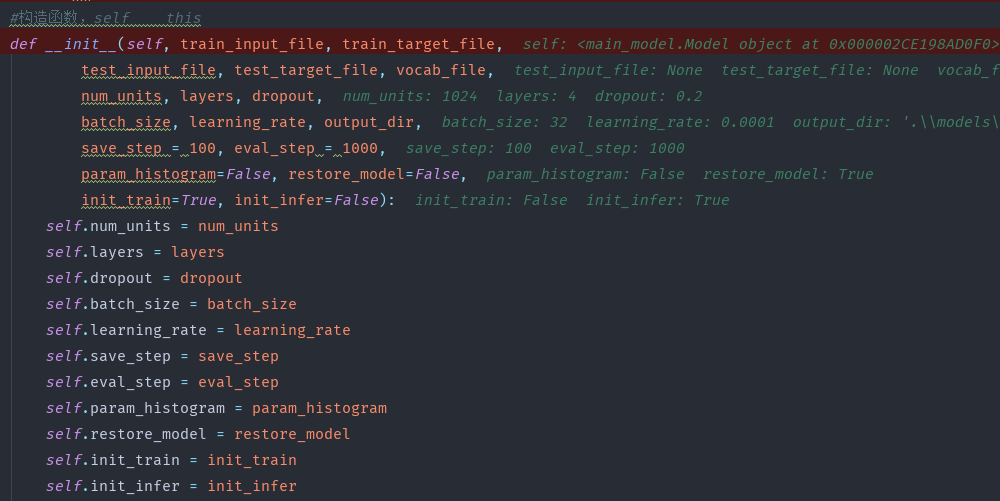 #构造函数，self    this
def __init__(self, train_input_file, train_target_file,  self: <main_model.Model object at 0x000002CE198AD0F0>
test_input_file, test_target_file, vocab_file,  test_input_file: None  test_target_file: None  vocab_f
num_units, layers, dropout,  num_units: 1024  layers: 4  dropout: 0.2
batch_size, learning_rate, output_dir,  batch_size: 32  learning_rate: 0.0001  output_dir: '.\\models\
save_step = 100, eval_step = 1000,  save_step: 100  eval_step: 1000
param_histogram=False, restore_model=False,  param_histogram: False  restore_model: True
init_train=True, init_infer=False):  init_train: False  init_infer: True
self.num_units = num_units
self.layers = layers
self.dropout = dropout
self.batch_size = batch_size
self.learning_rate = learning_rate
self.save_step = save_step
self.eval_step = eval_step
self.param_histogram = param_histogram
self.restore_model = restore_model
self.init_train = init_train
self.init_infer = init_infer